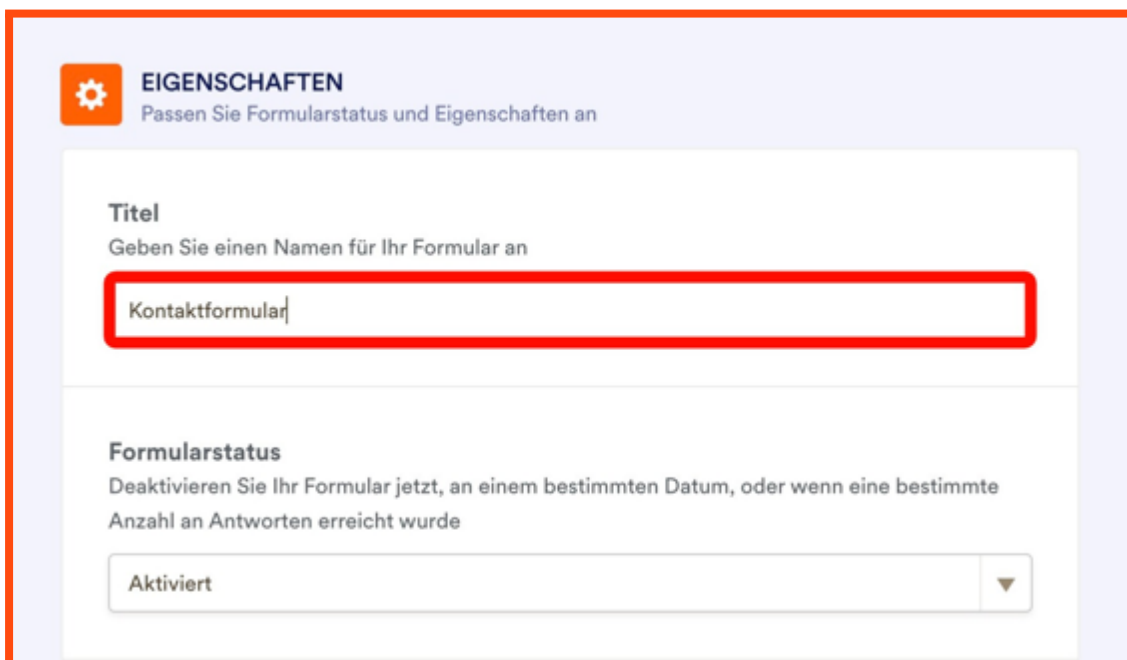 EIGENSCHAFTEN
Passen Sie Formularstatus und Eigenschaften an
Titel
Geben Sie einen Namen für Ihr Formular an
Kontaktformular
Formularstatus
Deaktivieren Sie Ihr Formular jetzt, an einem bestimmten Datum, oder wenn eine bestimmte
Anzahl an Antworten erreicht wurde
Aktiviert